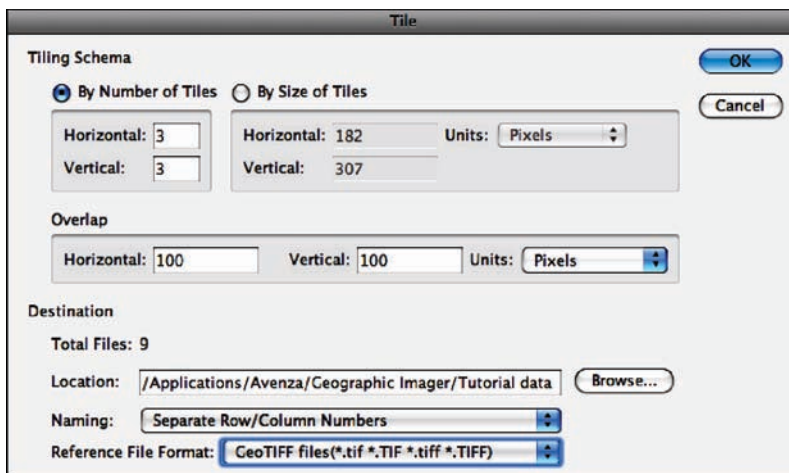 Tile
Tiling Schema
OK
By Number of Tiles By Size of Tiles
Cancel
Horizontal: 3 Horizontal: 182 Units: Pixels
Vertical: 3 Vertical: 307
Overlap
Horizontal: 100 Vertical: 100 Units: Pixels
Destination
Total Files: 9
Location: /Applications/Avenza/Geographic Imager/Tutorial data Browse...
Naming: Separate Row/Column Numbers
Reference File Format: GeoTIFF files(*.tif *.TIF *.tiff *.TIFF)